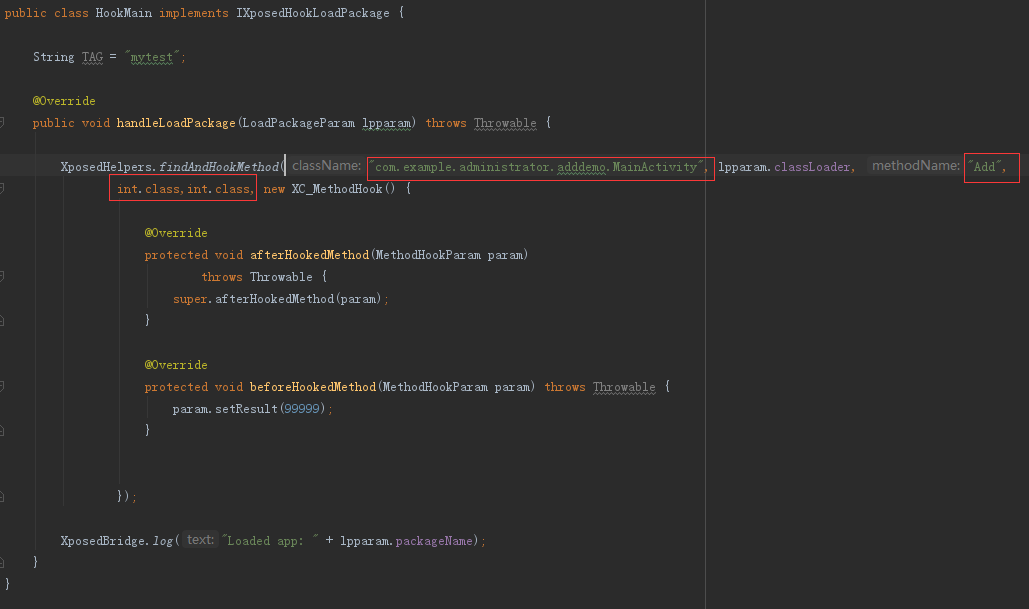 public class HookMain implements IXposedHookLoadPackage {
String TAG = "mytest";
@Override
public void handleLoadPackage(LoadPackageParam lpparam) throws Throwable {
XposedHelpers.findAndHookMethod( className: "com.example.administrator.adddemo.MainActivity", lpparam.classLoader, methodName: "Add",
int.class,int.class, new XC_MethodHook() {
@Override
protected void afterHookedMethod(MethodHookParam param)
throws Throwable {
super.afterHookedMethod(param);
}
@Override
protected void beforeHookedMethod(MethodHookParam param) throws Throwable {
param.setResult(99999);
}
});
XposedBridge.log( text: "Loaded app: " + lpparam.packageName);
}
}